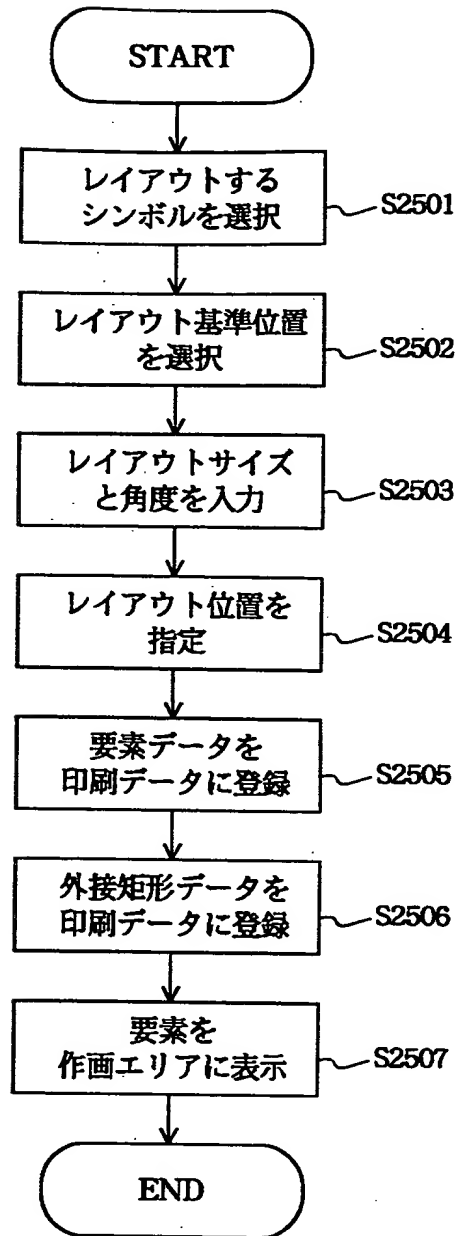 START
レイアウトする
シンボルを選択
S2501
レイアウト基準位置
を選択
S2502
レイアウトサイズ
と角度を入力
S2503
レイアウト位置を
指定
S2504
要素データを
印刷データに登録
S2505
外接矩形データを
印刷データに登録
S2506
要素を
作画エリアに表示
S2507
END